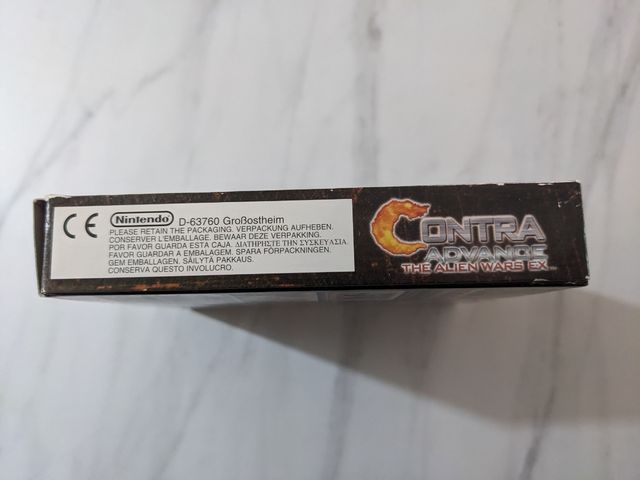 CE
Nintendo D-63760 Großostheim
PLEASE RETAIN THE PACKAGING. VERPACKUNG AUFHEBEN.
CONSERVER L'EMBALLAGE. BEWAAR DEZE VERPAKKING.
POR FAVOR GUARDA ESTA CAJA. ΔΙΑΤΗΡΗΣΤΕ ΤΗΝ ΣΥΣΚΕΥΑΣΙΑ
FAVOR GUARDAR A EMBALAGEM. SPARA FÖRPACKNINGEN.
GEM EMBALLAGEN. SÄILYTÄ PAKKAUS.
CONSERVA QUESTO INVOLUCRO.
CONTRA
ADVANCE
THE ALIEN WARS EX™